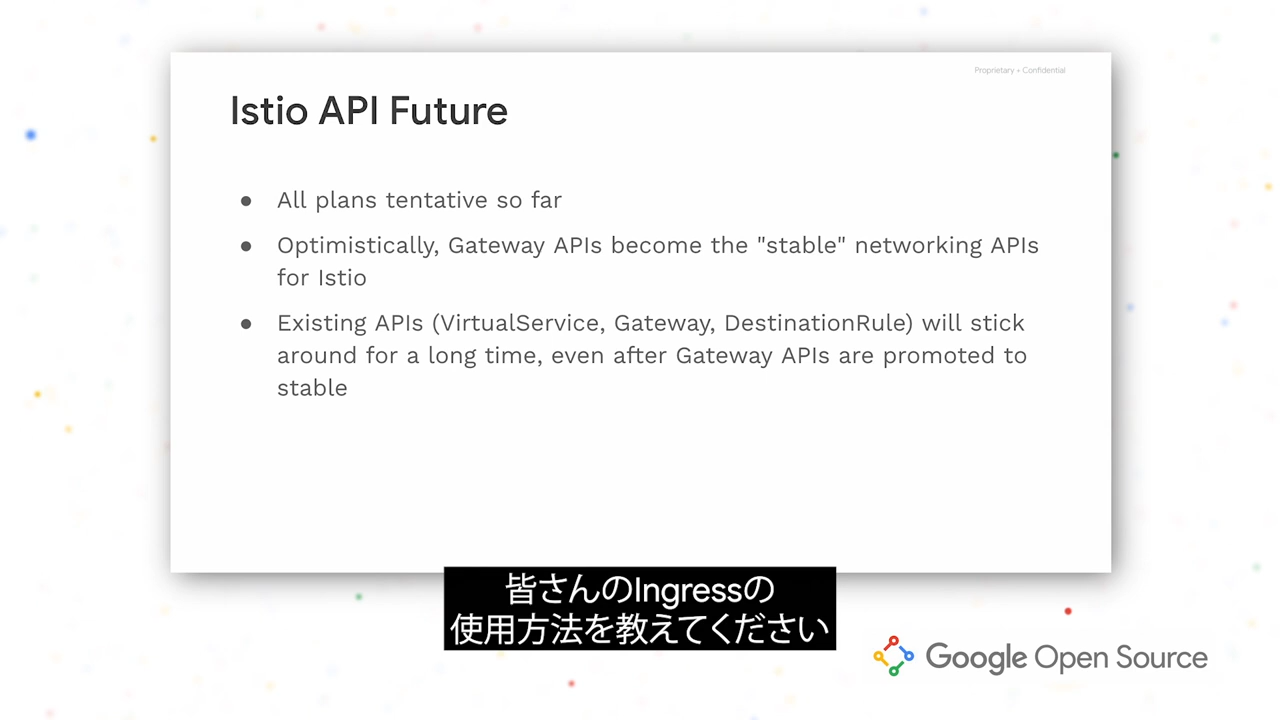 Proprietary + Confidential
Istio API Future
● All plans tentative so far
● Optimistically, Gateway APIs become the "stable" networking APIs
for Istio
● Existing APIs (VirtualService, Gateway, DestinationRule) will stick
around for a long time, even after Gateway APIs are promoted to
stable
皆さんのIngressの
使用方法を教えてください
Google Open Source